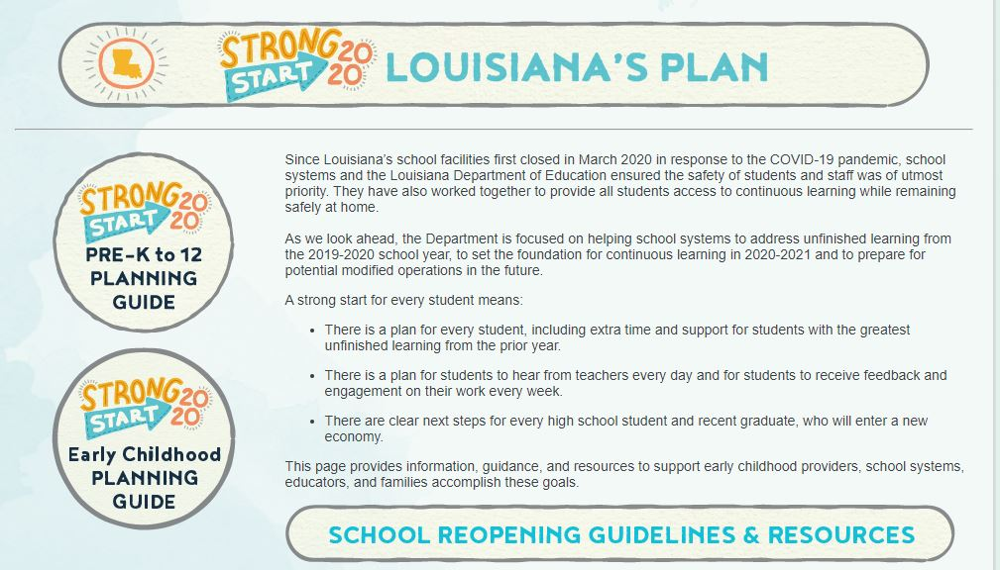 STRONG
START
20
20
LOUISIANA'S PLAN
STRONG
START
20
20
PRE-K to 12
PLANNING
GUIDE
STRONG
START
20
20
Early Childhood
PLANNING
GUIDE
Since Louisiana's school facilities first closed in March 2020 in response to the COVID-19 pandemic, school
systems and the Louisiana Department of Education ensured the safety of students and staff was of utmost
priority. They have also worked together to provide all students access to continuous learning while remaining
safely at home.
As we look ahead, the Department is focused on helping school systems to address unfinished learning from
the 2019-2020 school year, to set the foundation for continuous learning in 2020-2021 and to prepare for
potential modified operations in the future.
A strong start for every student means:
• There is a plan for every student, including extra time and support for students with the greatest
unfinished learning from the prior year.
• There is a plan for students to hear from teachers every day and for students to receive feedback and
engagement on their work every week.
• There are clear next steps for every high school student and recent graduate, who will enter a new
economy.
This page provides information, guidance, and resources to support early childhood providers, school systems,
educators, and families accomplish these goals.
SCHOOL REOPENING GUIDELINES & RESOURCES